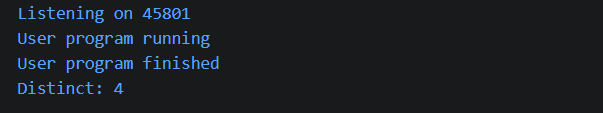 Listening on 45801
User program running
User program finished
Distinct: 4